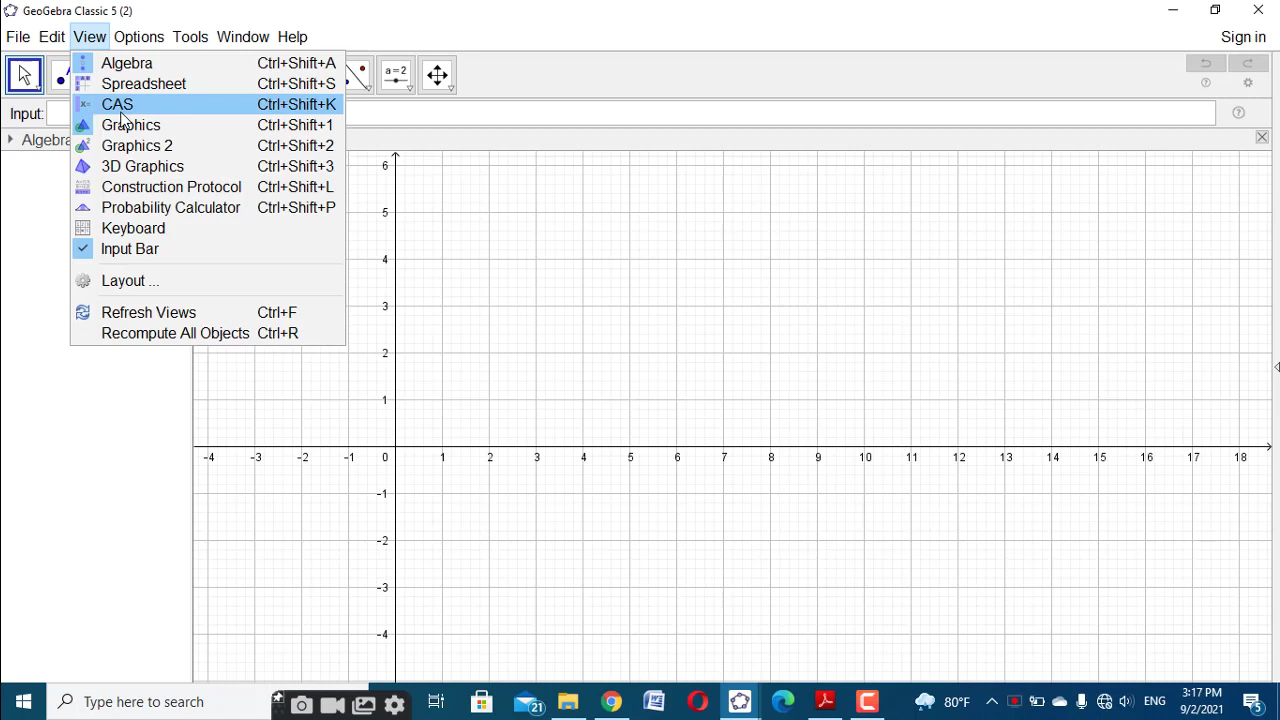 GeoGebra Classic 5 (2)
File Edit View Options Tools Window Help Sign in
Algebra Ctrl+Shift+A
Spreadsheet Ctrl+Shift+S
CAS Ctrl+Shift+K
Graphics Ctrl+Shift+1
Graphics 2 Ctrl+Shift+2
3D Graphics Ctrl+Shift+3
Construction Protocol Ctrl+Shift+L
Probability Calculator Ctrl+Shift+P
Keyboard
Input Bar
Layout ...
Refresh Views Ctrl+F
Recompute All Objects Ctrl+R
a=2
Input:
Algebra
6
5
4
3
2
1
-4 -3 -2 -1 0 1 2 3 4 5 6 7 8 9 10 11 12 13 14 15 16 17 18
-1
-2
-3
-4
Type here to search
21
80°F
ENG
3:17 PM
9/2/2021